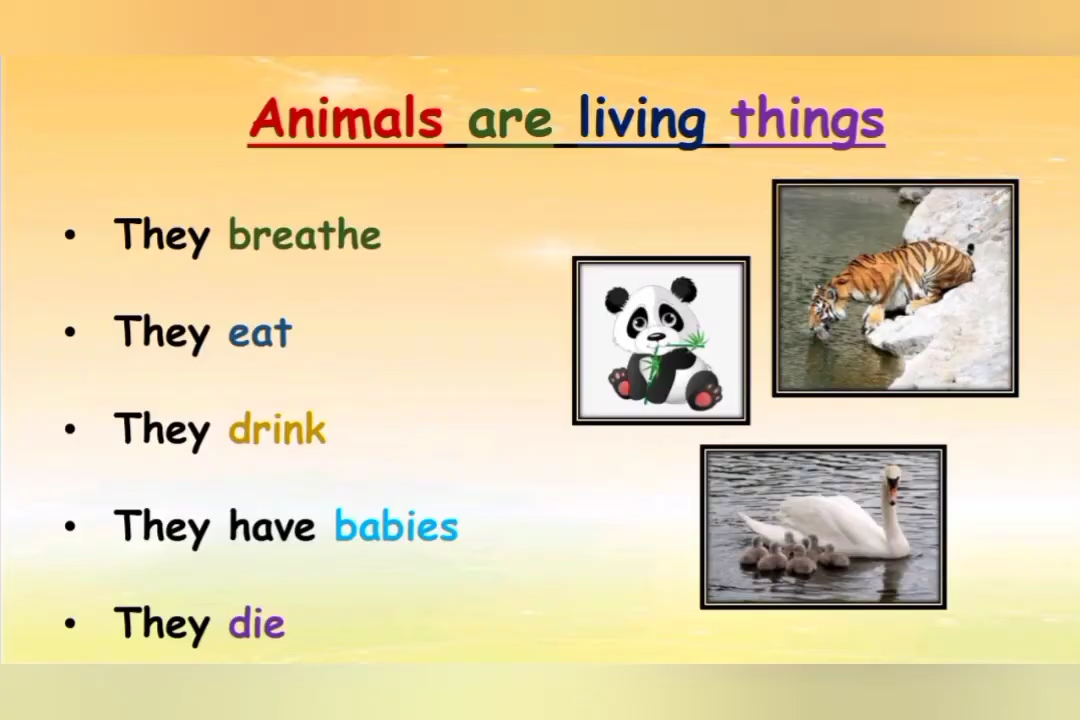 Animals are living things
• They breathe
• They eat
• They drink
• They have babies
• They die